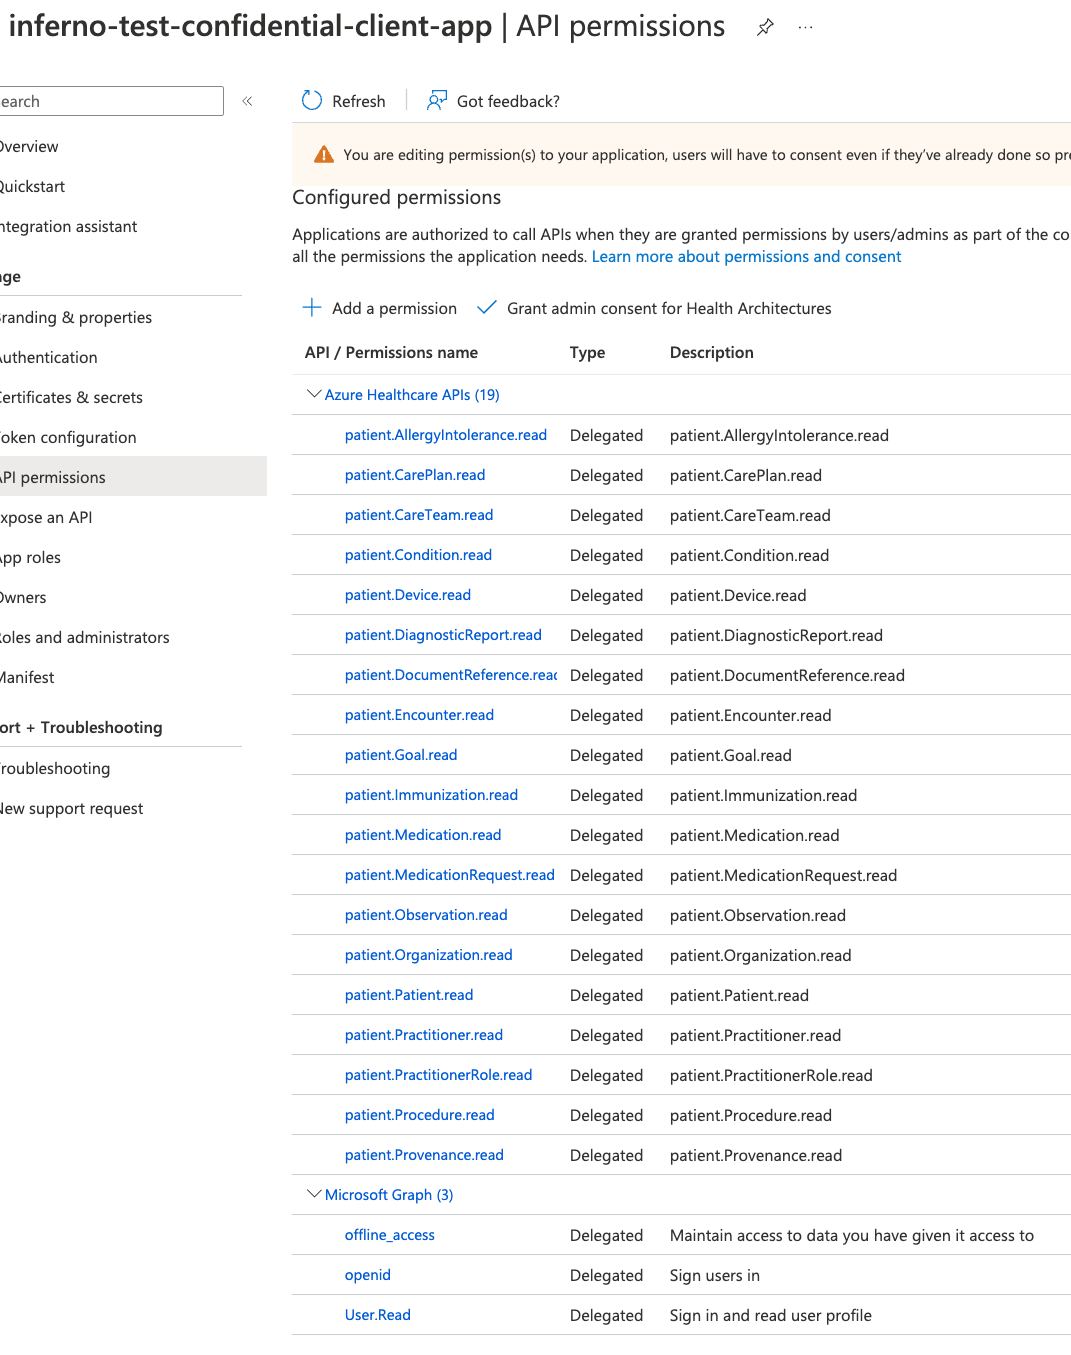 inferno-test-confidential-client-app | API permissions
earch
Refresh
Got feedback?
You are editing permission(s) to your application, users will have to consent even if they've already done so pre
Overview
Quickstart
ntegration assistant
ge
Branding & properties
Authentication
Certificates & secrets
Token configuration
API permissions
xpose an API
App roles
Owners
Roles and administrators
Manifest
ort + Troubleshooting
Troubleshooting
New support request
Configured permissions
Applications are authorized to call APIs when they are granted permissions by users/admins as part of the co
all the permissions the application needs. Learn more about permissions and consent
Add a permission
Grant admin consent for Health Architectures
API / Permissions name Type Description
Azure Healthcare APIs (19)
patient.AllergyIntolerance.read Delegated patient.AllergyIntolerance.read
patient.CarePlan.read Delegated patient.CarePlan.read
patient.CareTeam.read Delegated patient.CareTeam.read
patient.Condition.read Delegated patient.Condition.read
patient.Device.read Delegated patient.Device.read
patient.DiagnosticReport.read Delegated patient.DiagnosticReport.read
patient.DocumentReference.read Delegated patient.DocumentReference.read
patient.Encounter.read Delegated patient.Encounter.read
patient.Goal.read Delegated patient.Goal.read
patient.Immunization.read Delegated patient.Immunization.read
patient.Medication.read Delegated patient.Medication.read
patient.MedicationRequest.read Delegated patient.MedicationRequest.read
patient.Observation.read Delegated patient.Observation.read
patient.Organization.read Delegated patient.Organization.read
patient.Patient.read Delegated patient.Patient.read
patient.Practitioner.read Delegated patient.Practitioner.read
patient.PractitionerRole.read Delegated patient.PractitionerRole.read
patient.Procedure.read Delegated patient.Procedure.read
patient.Provenance.read Delegated patient.Provenance.read
Microsoft Graph (3)
offline_access Delegated Maintain access to data you have given it access to
openid Delegated Sign users in
User.Read Delegated Sign in and read user profile